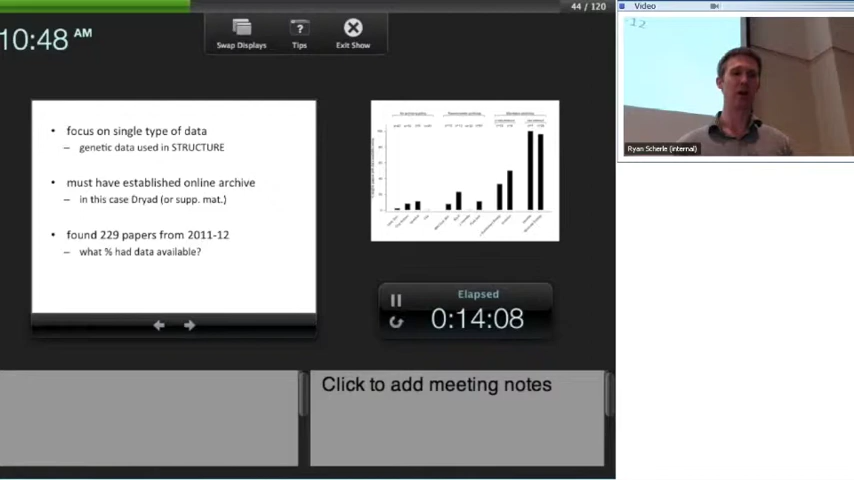 44 / 120
Video
10:48 AM
Swap Displays
Tips
Exit Show
12
Ryan Scherle (internal)
• focus on single type of data
– genetic data used in STRUCTURE
• must have established online archive
– in this case Dryad (or supp. mat.)
• found 229 papers from 2011-12
– what % had data available?
Elapsed
0:14:08
Click to add meeting notes